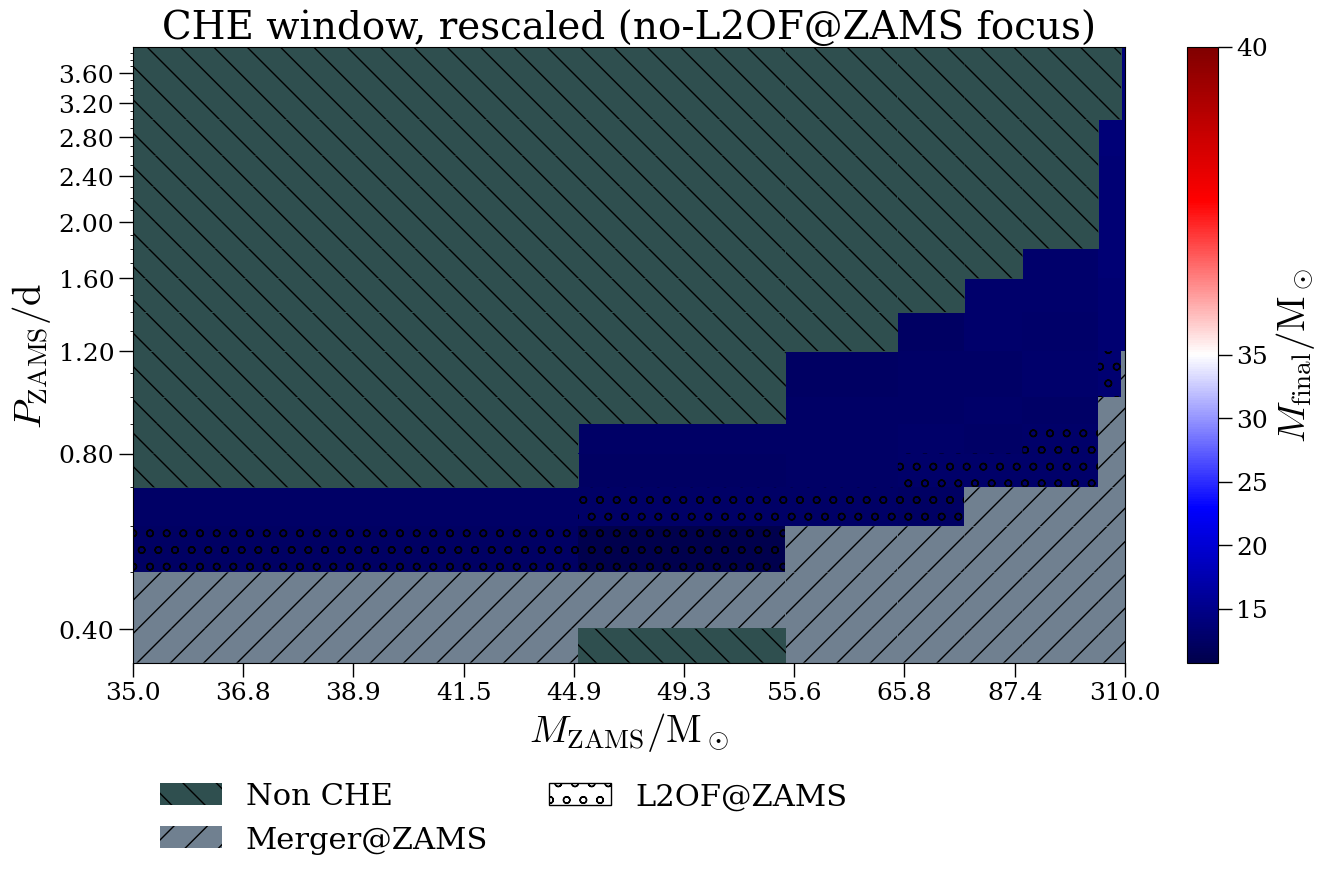 CHE window, rescaled (no-L2OF@ZAMS focus)
3.60
3.20
2.80
2.40
2.00
1.60
1.20
0.80
0.40
P_ZAMS/d
35.0 36.8 38.9 41.5 44.9 49.3 55.6 65.8 87.4 310.0
M_ZAMS/M_⊙
40
35
30
25
20
15
M_final/M_⊙
Non CHE
Merger@ZAMS
L2OF@ZAMS